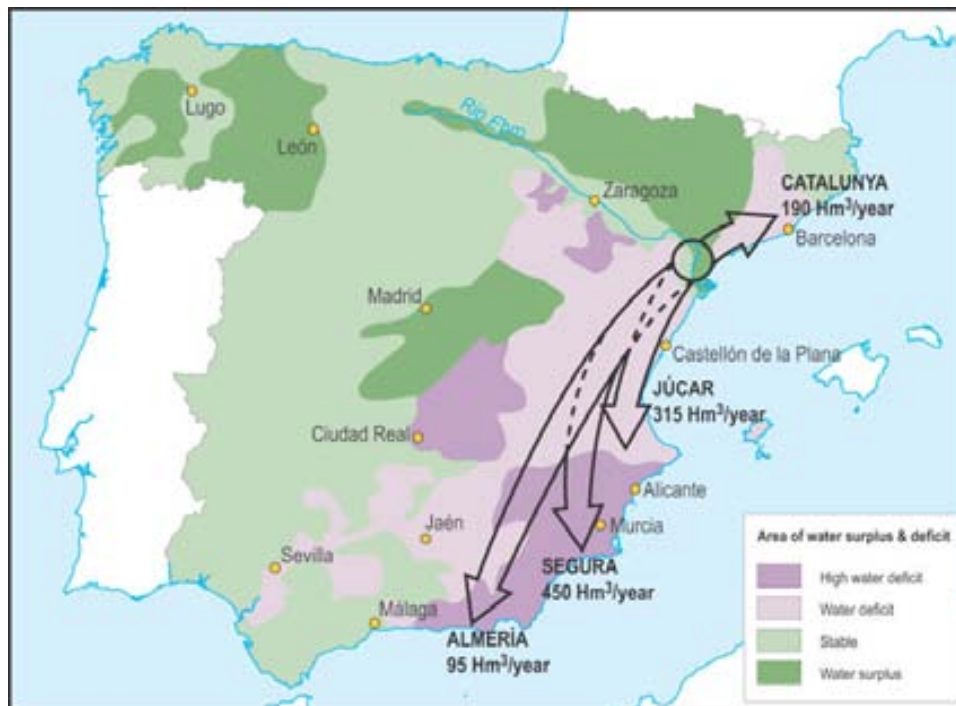 Lugo
León
Rio Ebro
Zaragoza
CATALUNYA
190 Hm³/year
Barcelona
Madrid
Castellón de la Plana
JÚCAR
315 Hm³/year
Ciudad Real
Alicante
Jaén
Murcia
Sevilla
SEGURA
450 Hm³/year
Málaga
ALMERÌA
95 Hm³/year
Area of water surplus & deficit
High water deficit
Water deficit
Stable
Water surplus